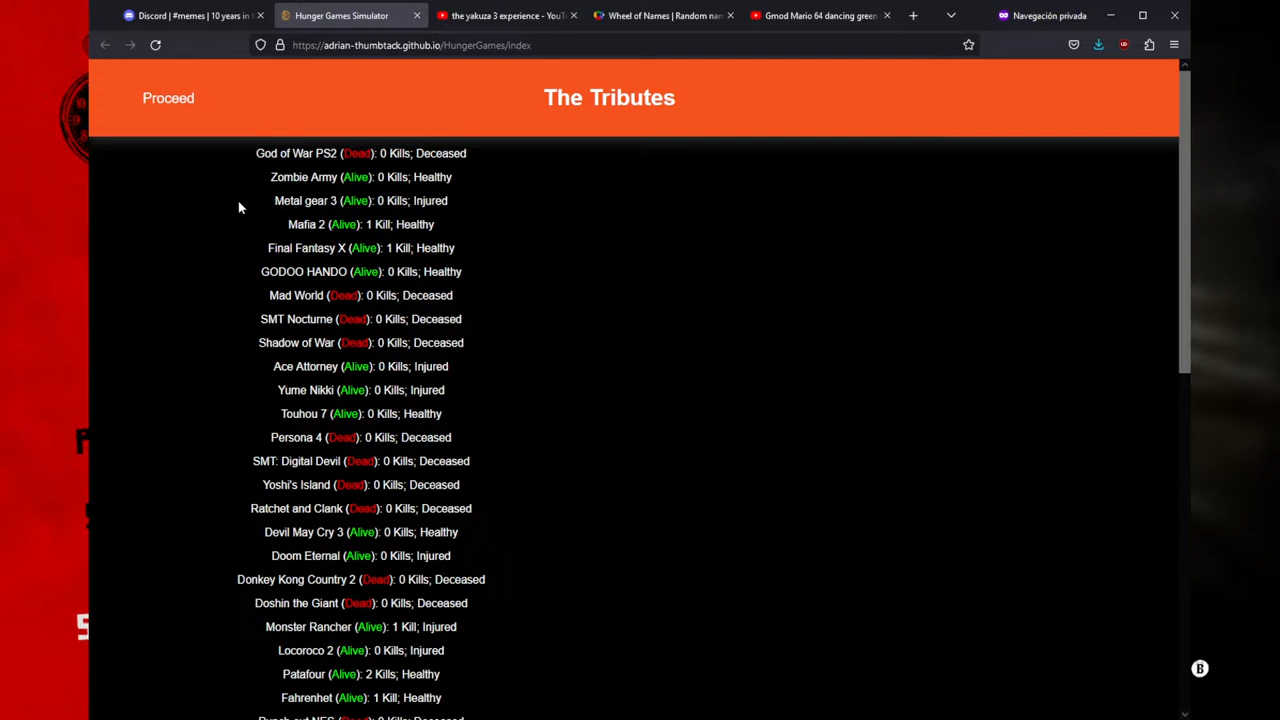 Discord | #memes | 10 years in t
Hunger Games Simulator
the yakuza 3 experience - YouT
Wheel of Names | Random nam
Gmod Mario 64 dancing green
Navegación privada
https://adrian-thumbtack.github.io/HungerGames/index
Proceed
The Tributes
God of War PS2 (Dead): 0 Kills; Deceased
Zombie Army (Alive): 0 Kills; Healthy
Metal gear 3 (Alive): 0 Kills; Injured
Mafia 2 (Alive): 1 Kill; Healthy
Final Fantasy X (Alive): 1 Kill; Healthy
GODOO HANDO (Alive): 0 Kills; Healthy
Mad World (Dead): 0 Kills; Deceased
SMT Nocturne (Dead): 0 Kills; Deceased
Shadow of War (Dead): 0 Kills; Deceased
Ace Attorney (Alive): 0 Kills; Injured
Yume Nikki (Alive): 0 Kills; Injured
Touhou 7 (Alive): 0 Kills; Healthy
Persona 4 (Dead): 0 Kills; Deceased
SMT: Digital Devil (Dead): 0 Kills; Deceased
Yoshi's Island (Dead): 0 Kills; Deceased
Ratchet and Clank (Dead): 0 Kills; Deceased
Devil May Cry 3 (Alive): 0 Kills; Healthy
Doom Eternal (Alive): 0 Kills; Injured
Donkey Kong Country 2 (Dead): 0 Kills; Deceased
Doshin the Giant (Dead): 0 Kills; Deceased
Monster Rancher (Alive): 1 Kill; Injured
Locoroco 2 (Alive): 0 Kills; Injured
Patafour (Alive): 2 Kills; Healthy
Fahrenhet (Alive): 1 Kill; Healthy
Punch out NES (Dead): 0 Kills; Deceased
B